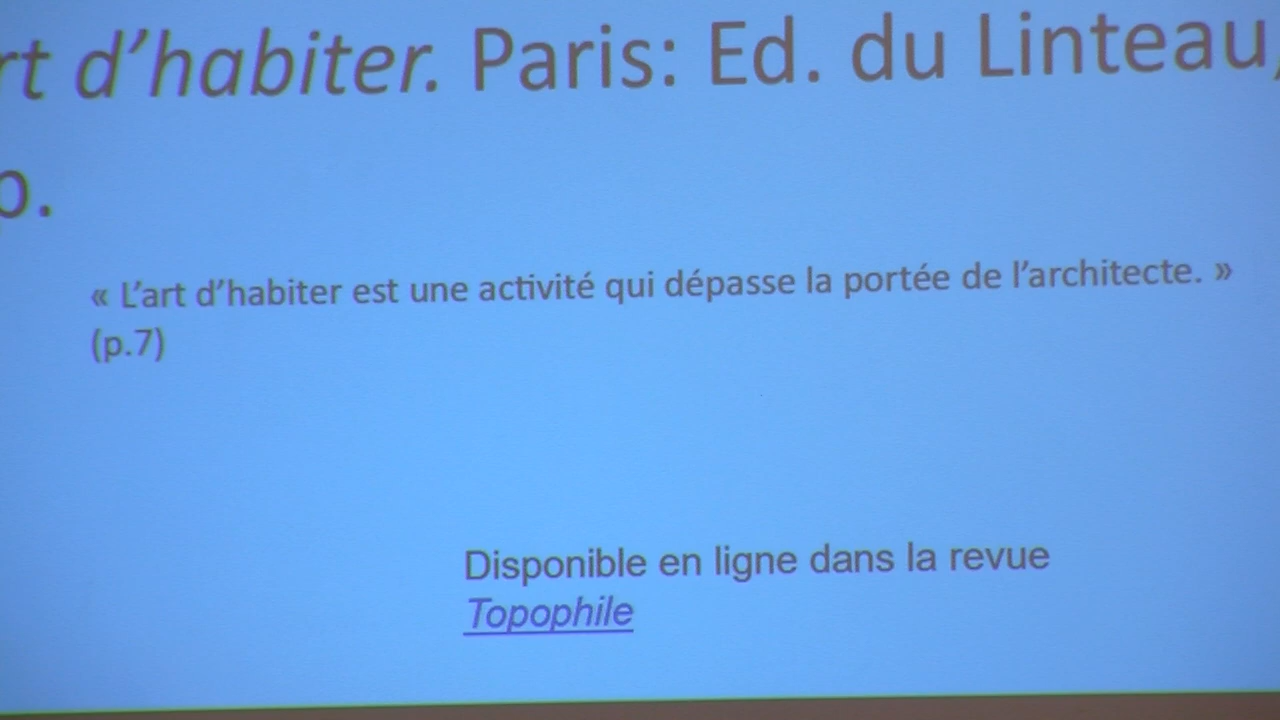 d'habiter. Paris: Ed. du Linteau,
« L'art d'habiter est une activité qui dépasse la portée de l'architecte. »
(p.7)
Disponible en ligne dans la revue
Topophile